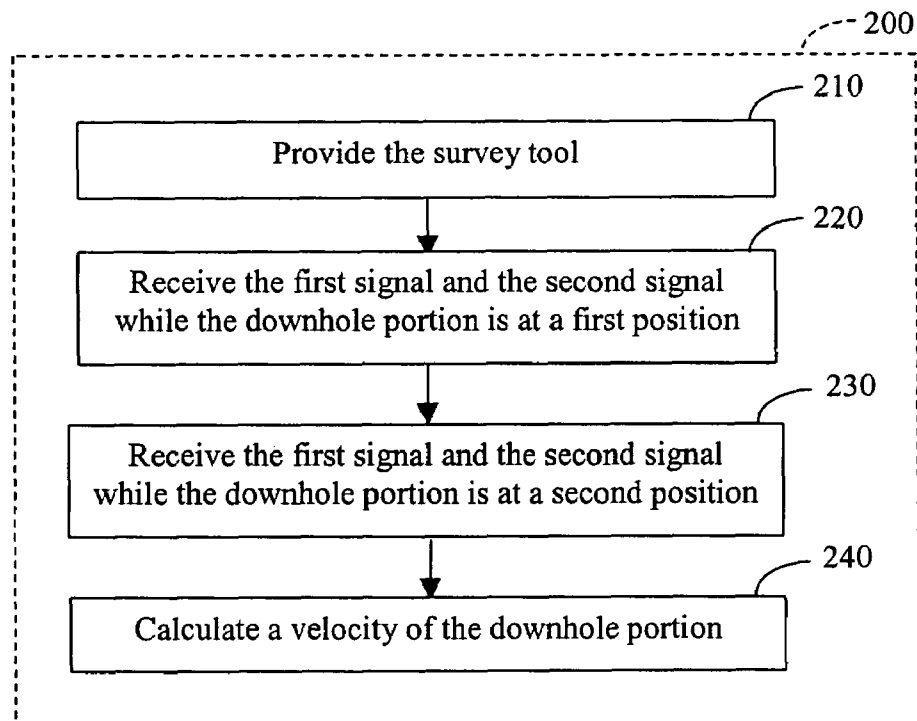 200
210
Provide the survey tool
220
Receive the first signal and the second signal
while the downhole portion is at a first position
230
Receive the first signal and the second signal
while the downhole portion is at a second position
240
Calculate a velocity of the downhole portion